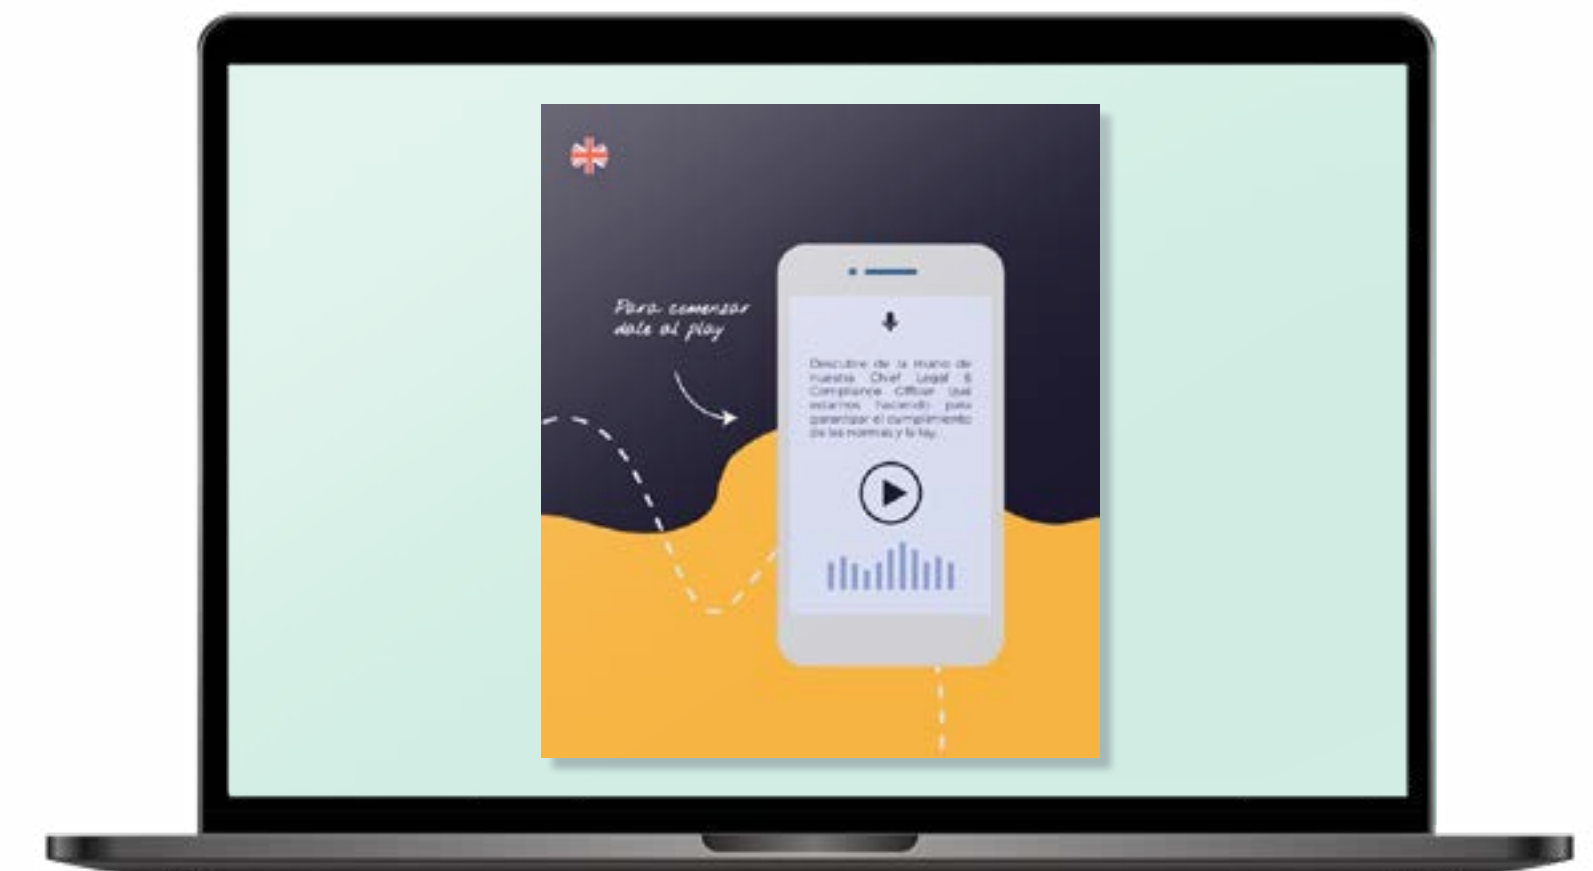 Para comenzar
dale al play
Descubre de la mano de
nuestra Chief Legal &
Compliance Officer qué
estamos haciendo para
garantizar el cumplimiento
de las normas y la ley.